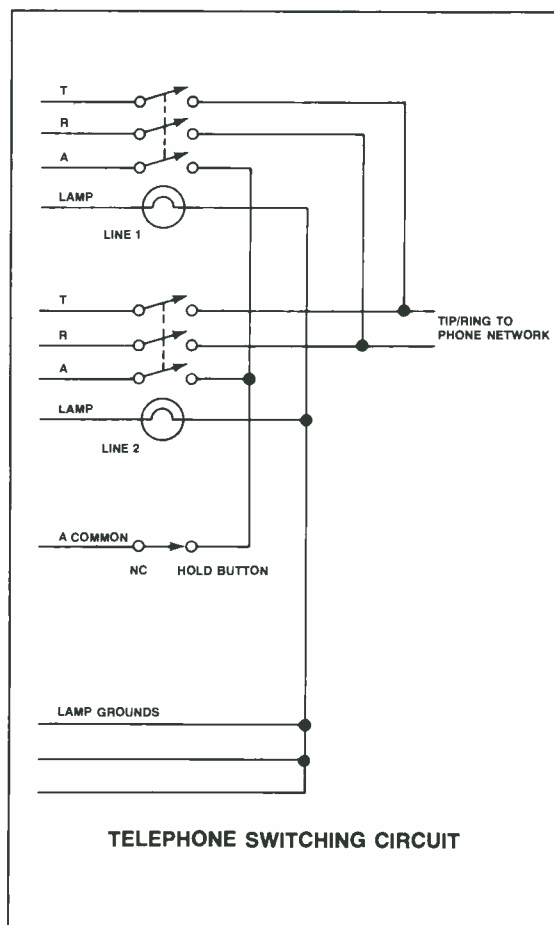 T
R
A
LAMP
LINE 1
T
R
A
LAMP
LINE 2
TIP/RING TO
PHONE NETWORK
A COMMON
NC HOLD BUTTON
LAMP GROUNDS
TELEPHONE SWITCHING CIRCUIT